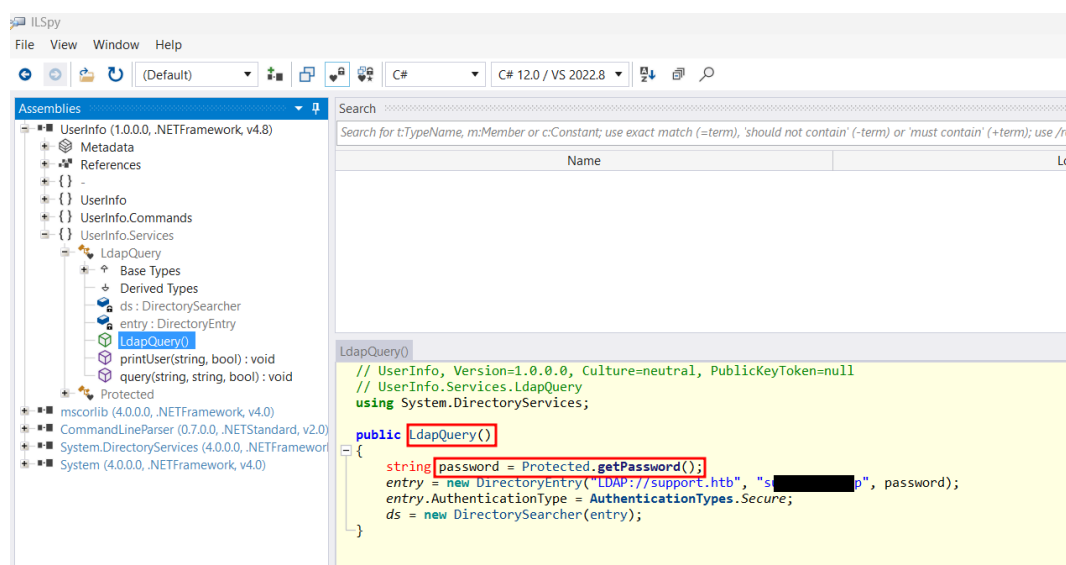 ILSpy
File View Window Help
(Default) C# C# 12.0 / VS 2022.8
Assemblies
UserInfo (1.0.0.0, .NETFramework, v4.8)
Metadata
References
{ } -
{ } UserInfo
{ } UserInfo.Commands
{ } UserInfo.Services
LdapQuery
Base Types
Derived Types
ds : DirectorySearcher
entry : DirectoryEntry
LdapQuery()
printUser(string, bool) : void
query(string, string, bool) : void
Protected
mscorlib (4.0.0.0, .NETFramework, v4.0)
CommandLineParser (0.7.0.0, .NETStandard, v2.0)
System.DirectoryServices (4.0.0.0, .NETFramewor
System (4.0.0.0, .NETFramework, v4.0)
Search
Search for t:TypeName, m:Member or c:Constant; use exact match (=term), 'should not contain' (-term) or 'must contain' (+term); use
Name
LdapQuery()
// UserInfo, Version=1.0.0.0, Culture=neutral, PublicKeyToken=null
// UserInfo.Services.LdapQuery
using System.DirectoryServices;
public LdapQuery()
{
string password = Protected.getPassword();
entry = new DirectoryEntry("LDAP://support.htb", "s p", password);
entry.AuthenticationType = AuthenticationTypes.Secure;
ds = new DirectorySearcher(entry);
}